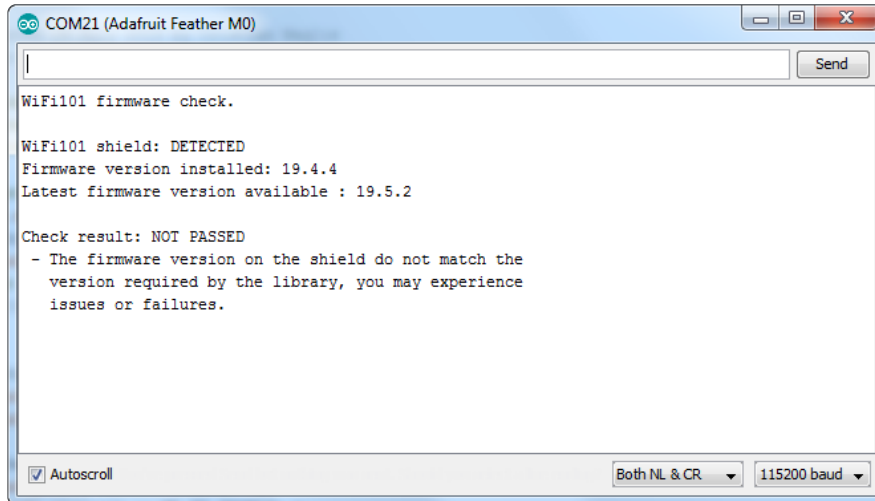 COM21 (Adafruit Feather M0)
Send
WiFi101 firmware check.
WiFi101 shield: DETECTED
Firmware version installed: 19.4.4
Latest firmware version available : 19.5.2
Check result: NOT PASSED
- The firmware version on the shield do not match the
version required by the library, you may experience
issues or failures.
Autoscroll
Both NL & CR
115200 baud